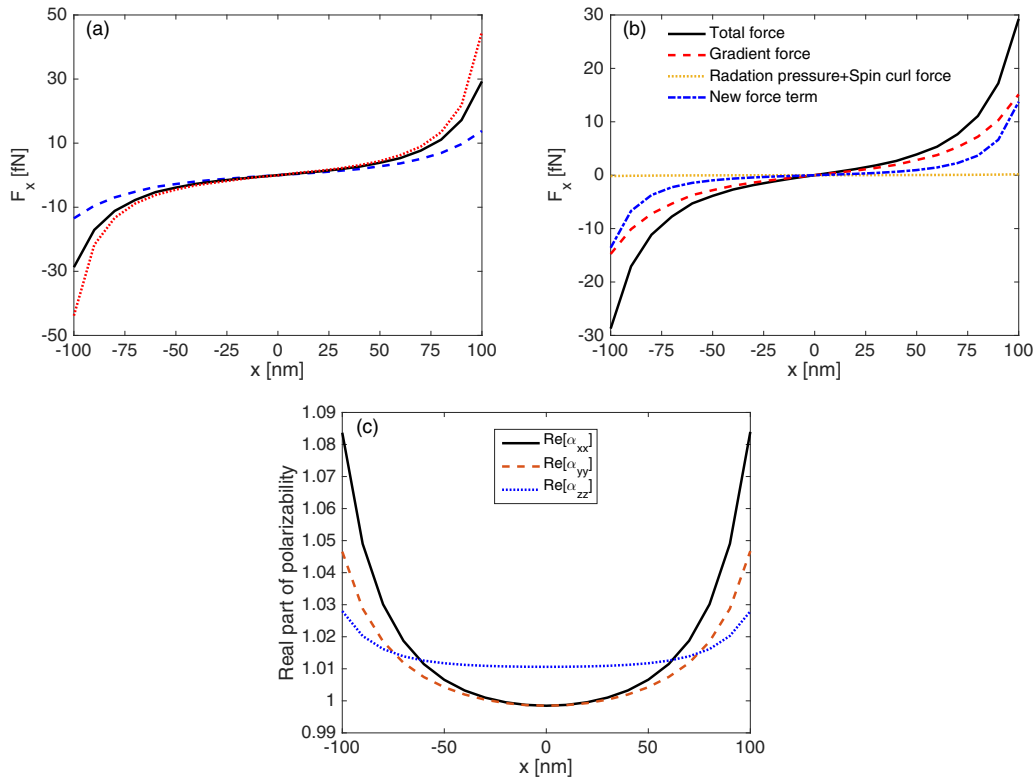 (a)
50
30
10
-10
-30
-50
F_x [fN]
-100 -75 -50 -25 0 25 50 75 100
x [nm]
(b)
Total force
Gradient force
Radation pressure+Spin curl force
New force term
30
20
10
0
-10
-20
-30
F_x [fN]
-100 -75 -50 -25 0 25 50 75 100
x [nm]
(c)
Re[α_xx]
Re[α_yy]
Re[α_zz]
1.09
1.08
1.07
1.06
1.05
1.04
1.03
1.02
1.01
1
0.99
Real part of polarizability
-100 -50 0 50 100
x [nm]